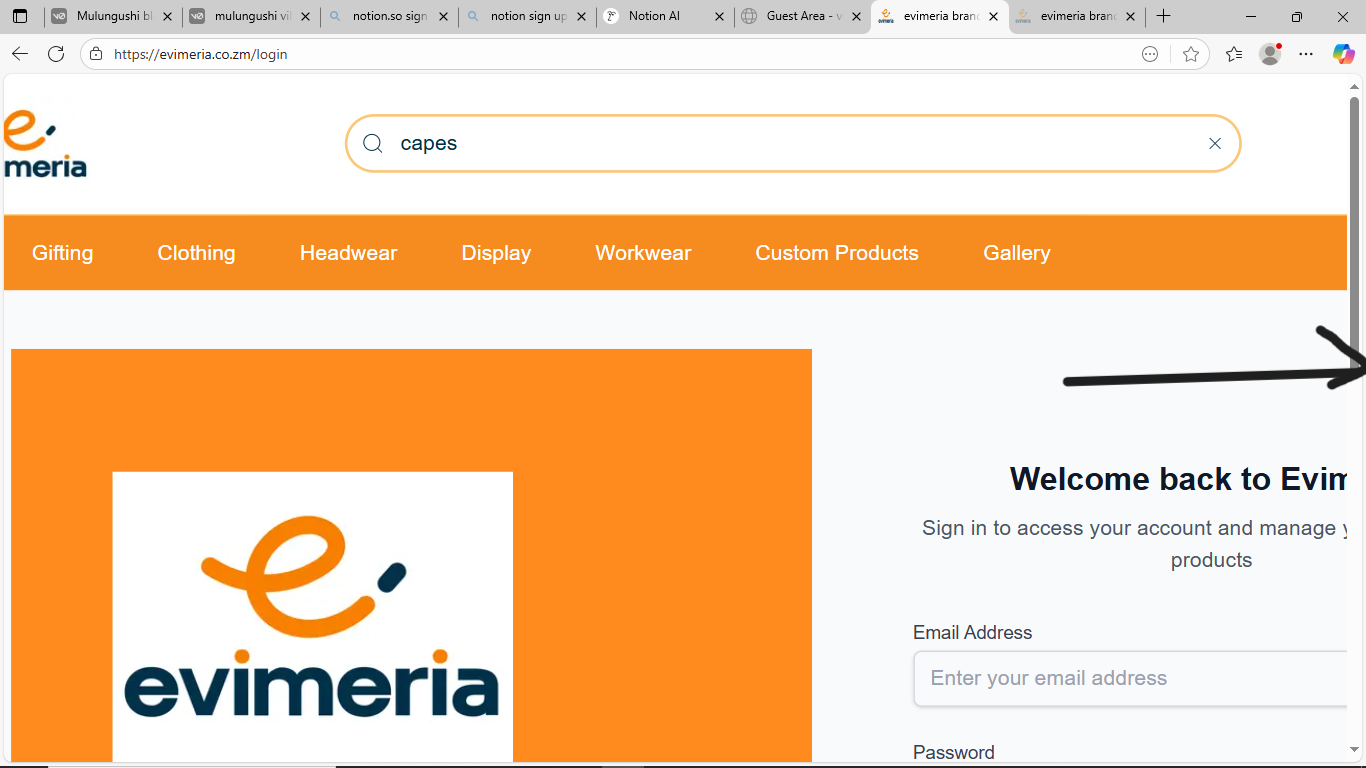 Mulungushi bl
mulungushi vil
notion.so sign
notion sign up
Notion AI
Guest Area - v
evimeria branc
evimeria branc
https://evimeria.co.zm/login
meria
capes
Gifting
Clothing
Headwear
Display
Workwear
Custom Products
Gallery
evimeria
Welcome back to Evim
Sign in to access your account and manage y
products
Email Address
Enter your email address
Password